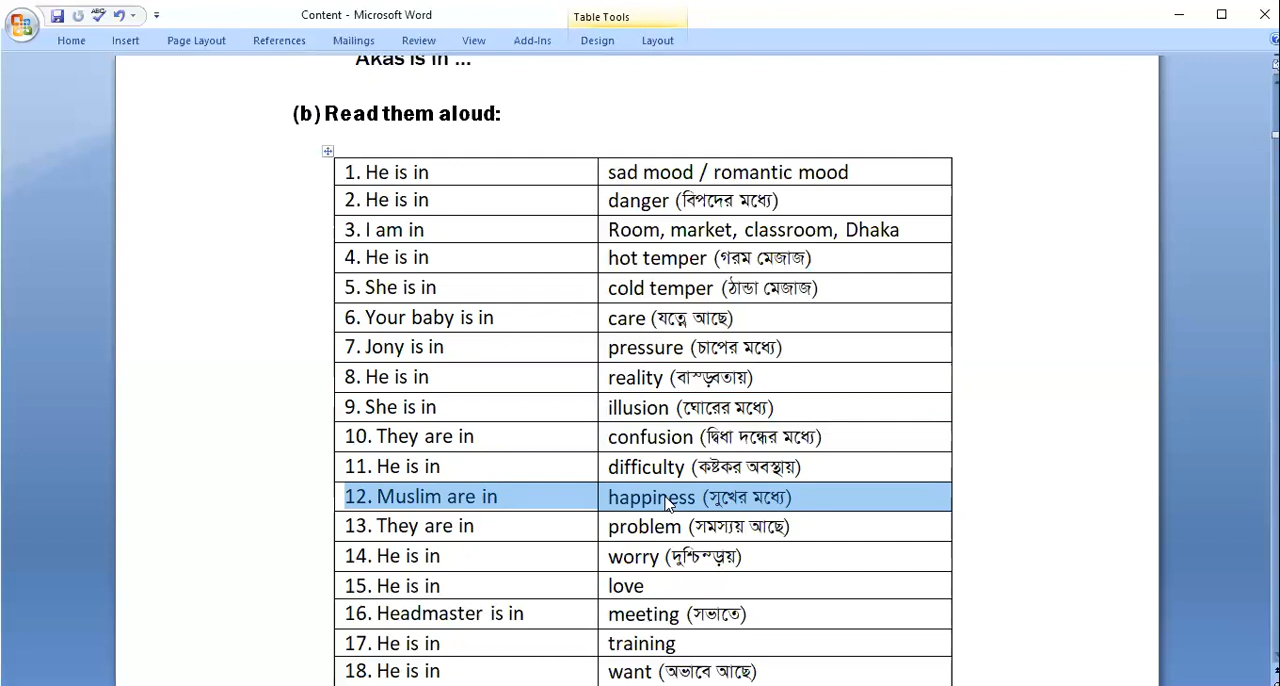 Content - Microsoft Word
Table Tools
Home Insert Page Layout References Mailings Review View Add-Ins Design Layout
Akas is in ...
(b) Read them aloud:
1. He is in sad mood / romantic mood
2. He is in danger (বিপদের মধ্যে)
3. I am in Room, market, classroom, Dhaka
4. He is in hot temper (গরম মেজাজ)
5. She is in cold temper (ঠান্ডা মেজাজ)
6. Your baby is in care (যত্নে আছে)
7. Jony is in pressure (চাপের মধ্যে)
8. He is in reality (বাস্ড়বতায়)
9. She is in illusion (ঘোরের মধ্যে)
10. They are in confusion (দ্বিধা দন্ধের মধ্যে)
11. He is in difficulty (কষ্টকর অবস্থায়)
12. Muslim are in happiness (সুখের মধ্যে)
13. They are in problem (সমস্যয় আছে)
14. He is in worry (দুশ্চিন্ড়ায়)
15. He is in love
16. Headmaster is in meeting (সভাতে)
17. He is in training
18. He is in want (অভাবে আছে)